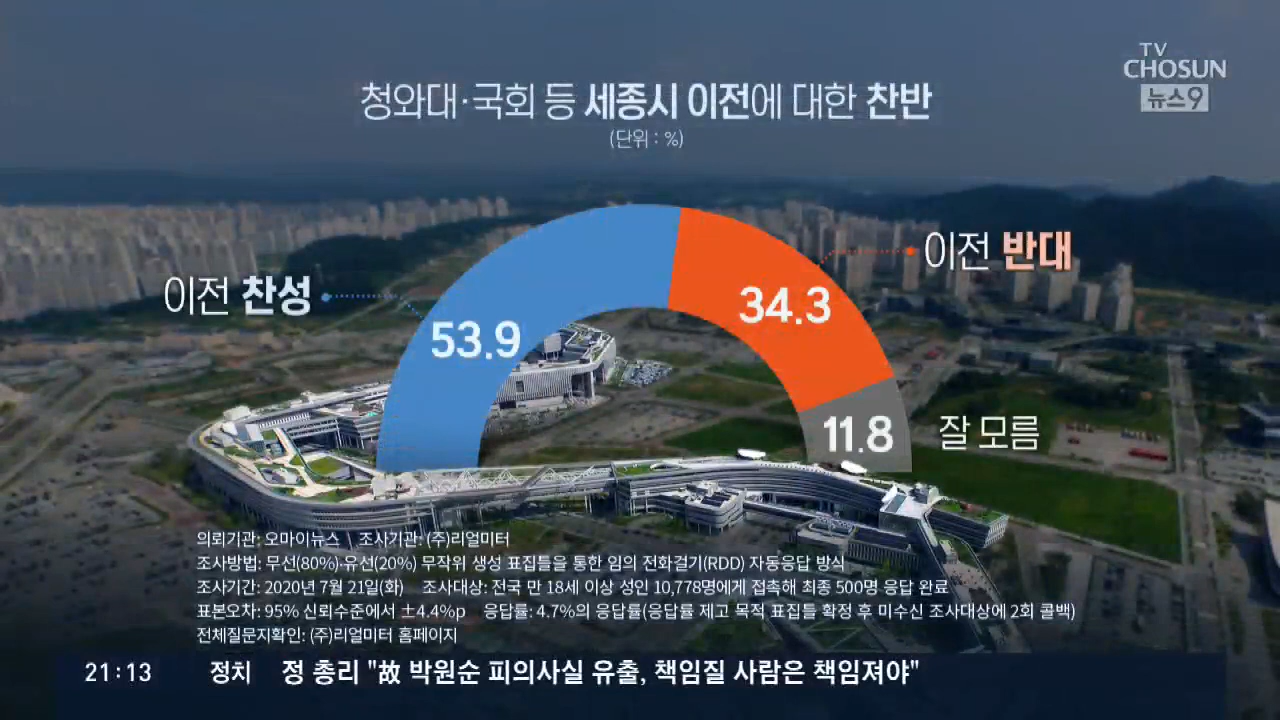 TV
CHOSUN
뉴스9
청와대·국회 등 세종시 이전에 대한 찬반
(단위 : %)
이전 반대
이전 찬성
34.3
53.9
11.8
잘 모름
의뢰기관: 오마이뉴스 조사기관: (주)리얼미터
조사방법: 무선(80%)·유선(20%) 무작위 생성 표집틀을 통한 임의 전화걸기(RDD) 자동응답 방식
조사기간: 2020년 7월 21일(화) 조사대상: 전국 만 18세 이상 성인 10,778명에게 접촉해 최종 500명 응답 완료
표본오차: 95% 신뢰수준에서 ±4.4%p 응답률: 4.7%의 응답률(응답률 제고 목적 표집틀 확정 후 미수신 조사대상에 2회 콜백)
전체질문지확인: (주)리얼미터 홈페이지
21:13 정치 정 총리 "故 박원순 피의사실 유출, 책임질 사람은 책임져야"